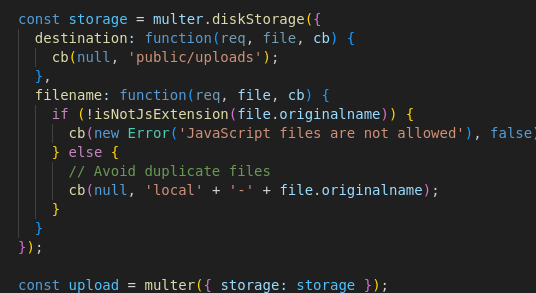 const storage = multer.diskStorage({
destination: function(req, file, cb) {
cb(null, 'public/uploads');
},
filename: function(req, file, cb) {
if (!isNotJsExtension(file.originalname)) {
cb(new Error('JavaScript files are not allowed'), false)
} else {
// Avoid duplicate files
cb(null, 'local' + '-' + file.originalname);
}
}
});
const upload = multer({ storage: storage });